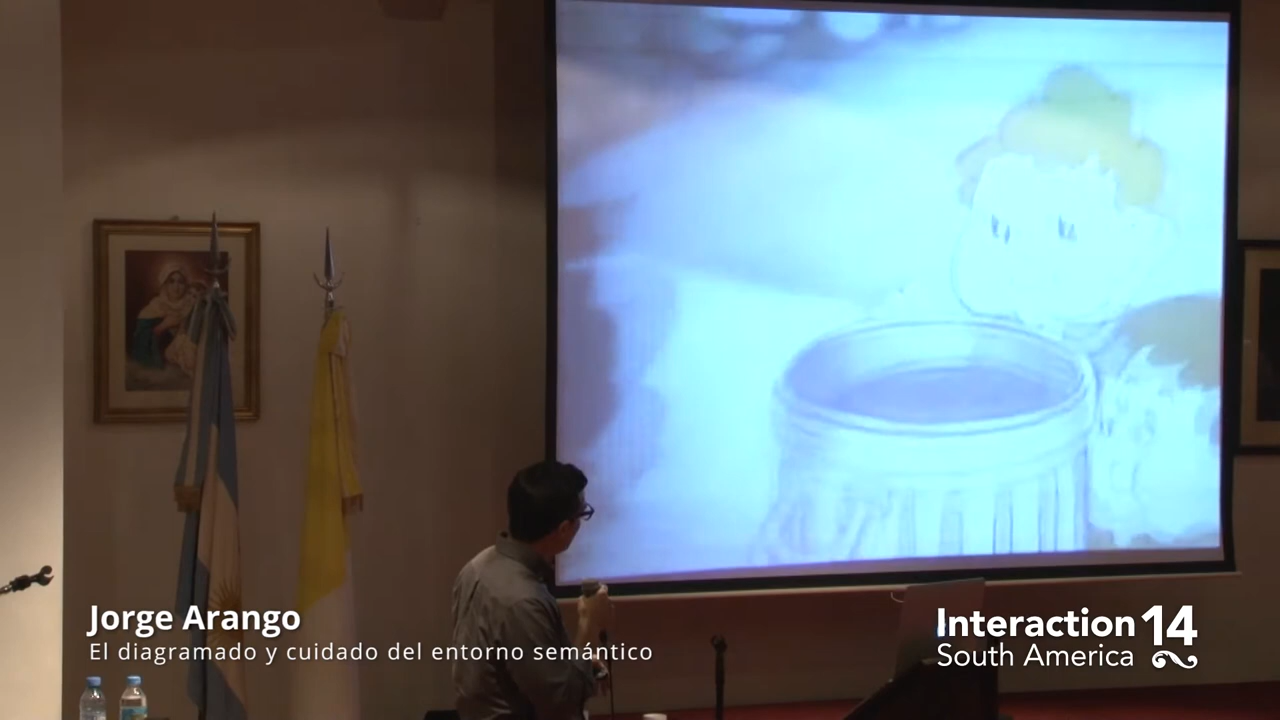 Jorge Arango
El diagramado y cuidado del entorno semántico
Interaction 14
South America